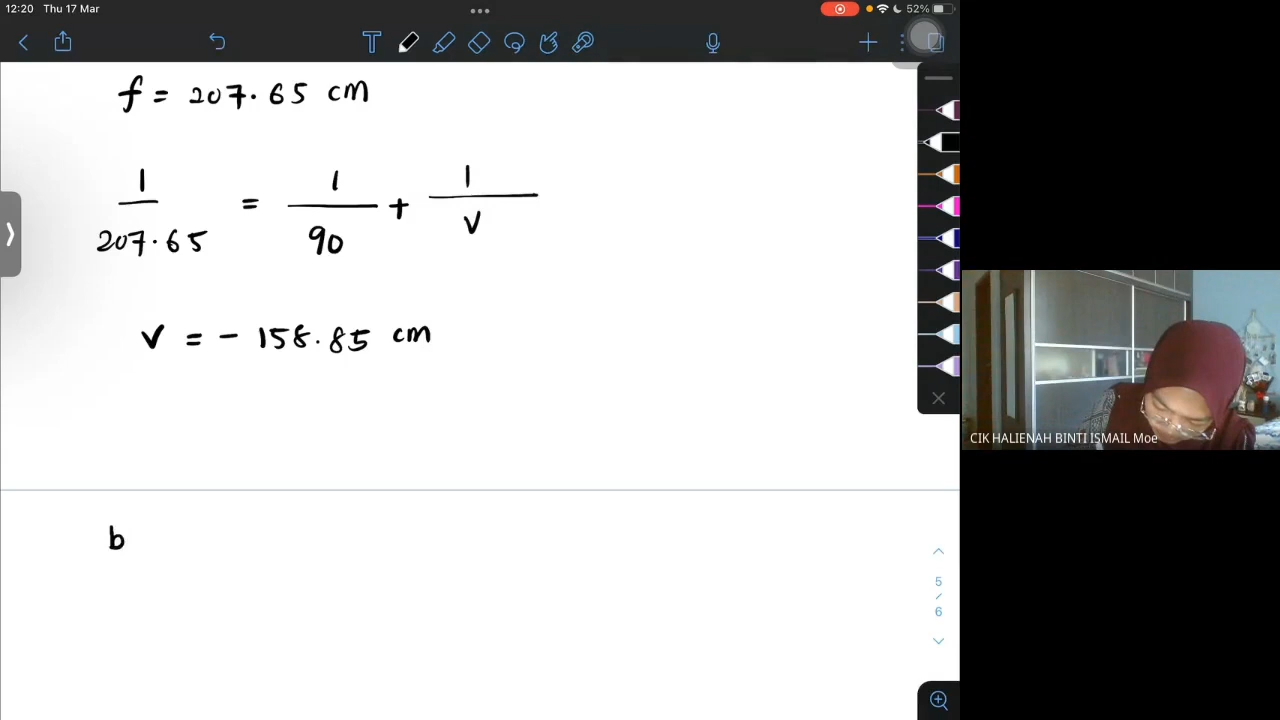 12:20 Thu 17 Mar
52%
T
f = 207.65 cm
1/207.65 = 1/90 + 1/v
v = - 158.85 cm
CIK HALIENAH BINTI ISMAIL Moe
b
5
/
6